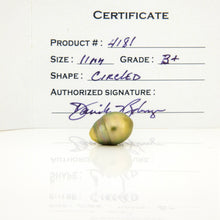 CERTIFICATE
PRODUCT #: 4181
SIZE: 11mm GRADE: B+
SHAPE: CIRCLED
AUTHORIZED SIGNATURE: